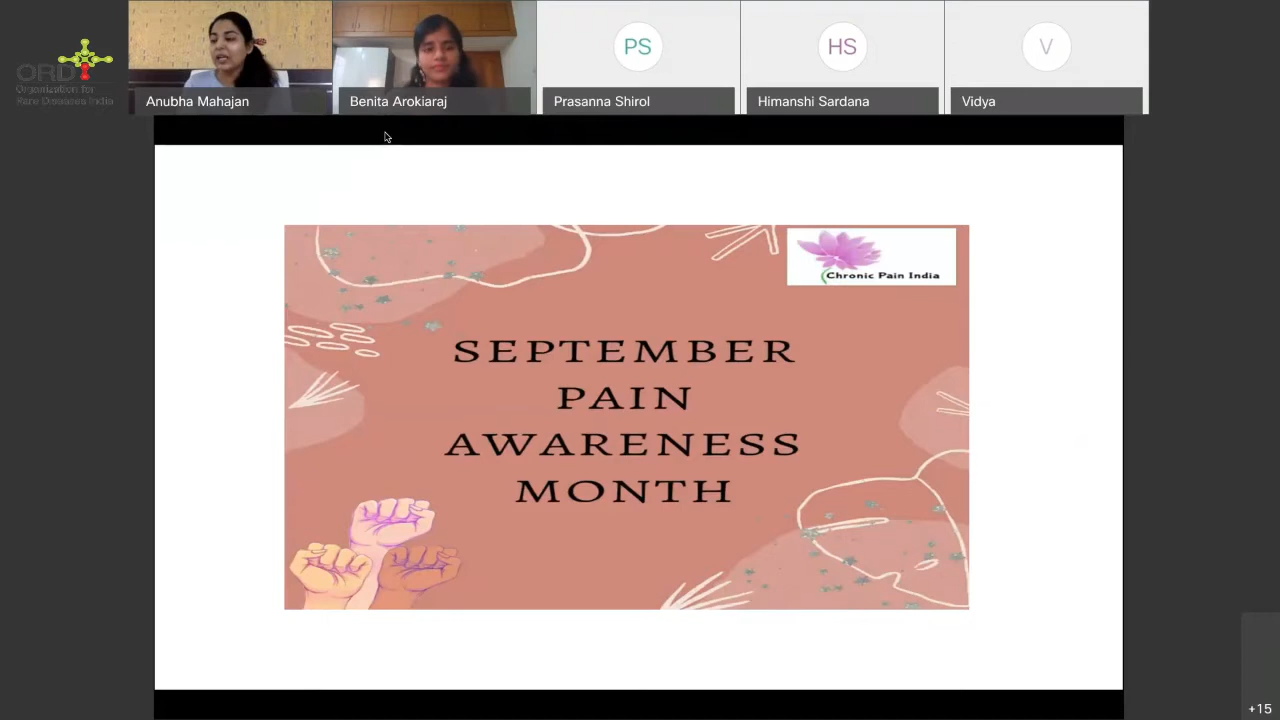 ORDI
Organization for
Rare Diseases India
Anubha Mahajan
Benita Arokiaraj
PS
Prasanna Shirol
HS
Himanshi Sardana
V
Vidya
Chronic Pain India
SEPTEMBER
PAIN
AWARENESS
MONTH
+15